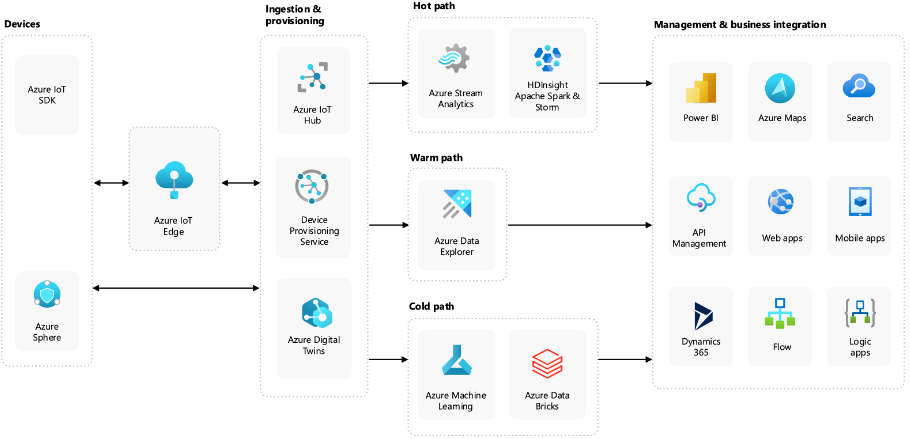 Devices
Azure IoT
SDK
Azure
Sphere
Azure IoT
Edge
Ingestion &
provisioning
Azure IoT
Hub
Device
Provisioning
Service
Azure Digital
Twins
Hot path
Azure Stream
Analytics
HDInsight
Apache Spark &
Storm
Warm path
Azure Data
Explorer
Cold path
Azure Machine
Learning
Azure Data
Bricks
Management & business integration
Power BI
Azure Maps
Search
API
Management
Web apps
Mobile apps
Dynamics
365
Flow
Logic
apps